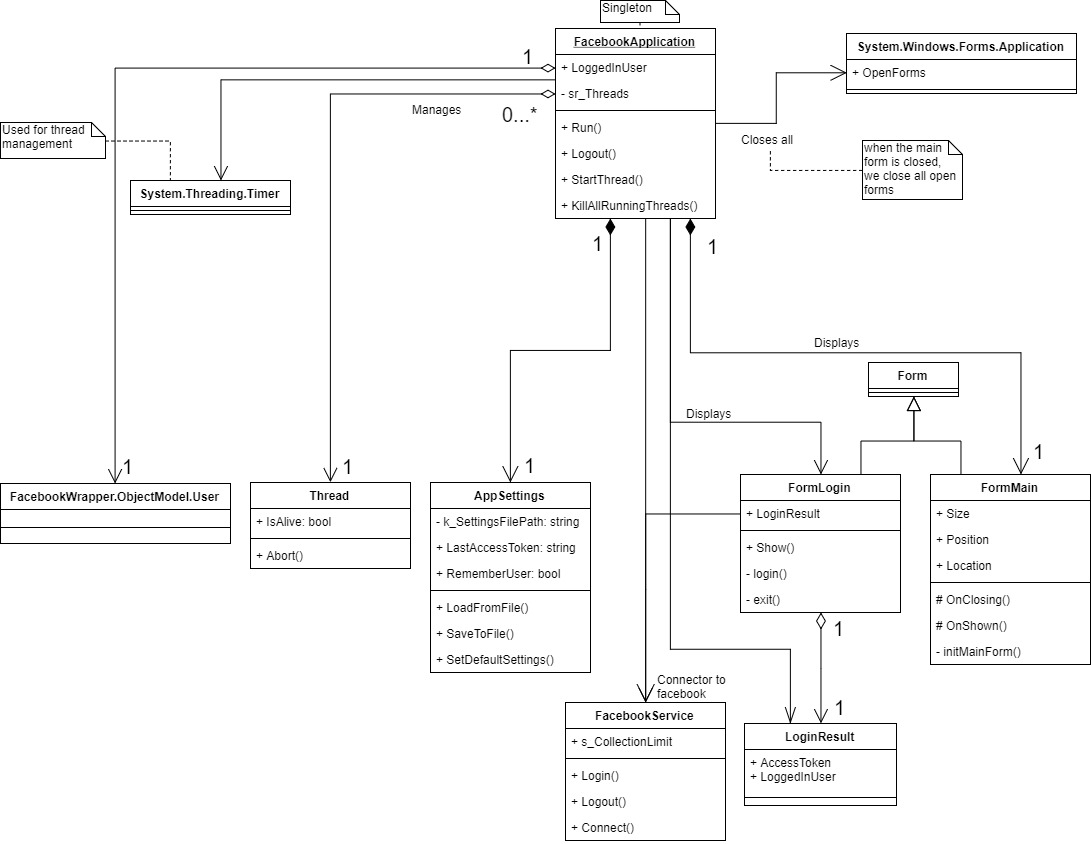 Singleton
FacebookApplication
+ LoggedInUser
- sr_Threads
+ Run()
+ Logout()
+ StartThread()
+ KillAllRunningThreads()
System.Windows.Forms.Application
+ OpenForms
1
Manages
0...*
Closes all
when the main
form is closed,
we close all open
forms
Used for thread
management
System.Threading.Timer
1
1
Displays
Form
Displays
1
1
1
1
FacebookWrapper.ObjectModel.User
Thread
+ IsAlive: bool
+ Abort()
AppSettings
- k_SettingsFilePath: string
+ LastAccessToken: string
+ RememberUser: bool
+ LoadFromFile()
+ SaveToFile()
+ SetDefaultSettings()
FormLogin
+ LoginResult
+ Show()
- login()
- exit()
FormMain
+ Size
+ Position
+ Location
# OnClosing()
# OnShown()
- initMainForm()
1
Connector to
facebook
1
FacebookService
+ s_CollectionLimit
+ Login()
+ Logout()
+ Connect()
LoginResult
+ AccessToken
+ LoggedInUser